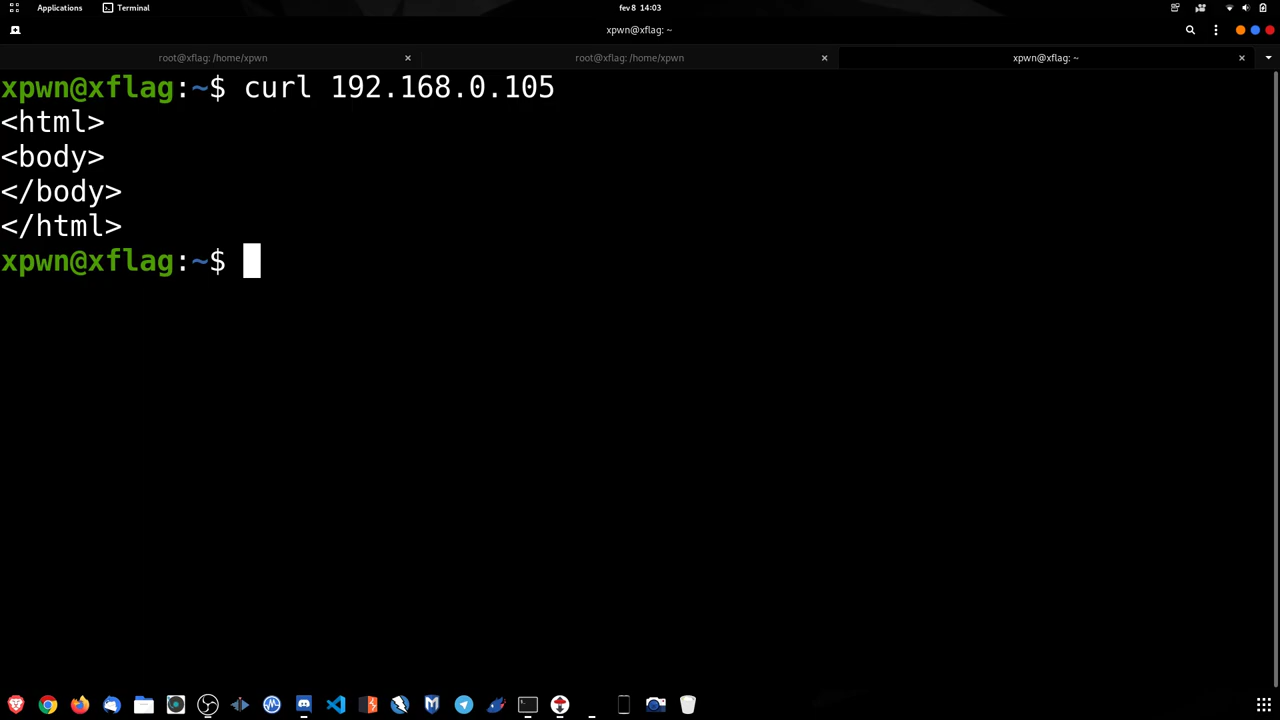 Applications Terminal fev 8 14:03
xpwn@xflag: ~
root@xflag: /home/xpwn root@xflag: /home/xpwn xpwn@xflag: ~
xpwn@xflag:~$ curl 192.168.0.105
<html>
<body>
</body>
</html>
xpwn@xflag:~$